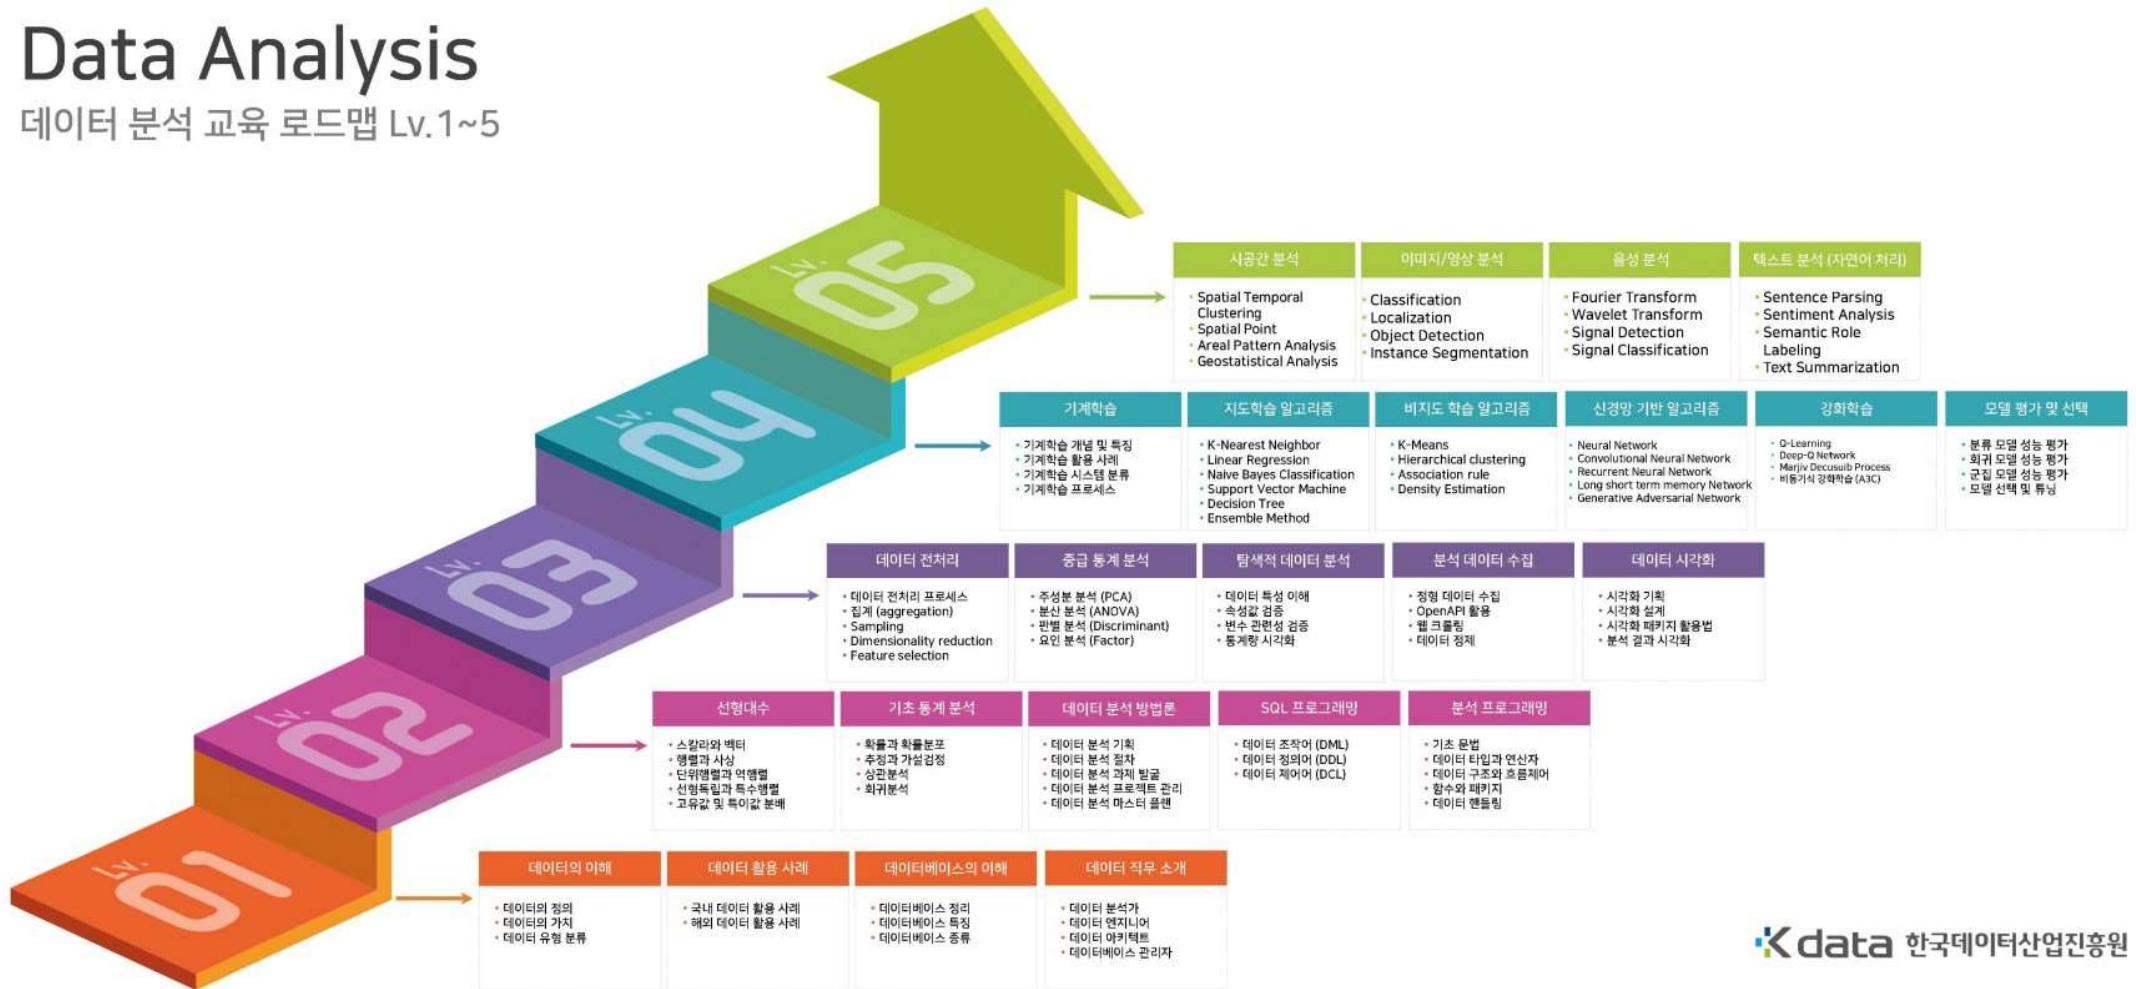 Data Analysis
데이터 분석 교육 로드맵 Lv.1~5
Lv.
05
시공간 분석
Spatial Temporal
Clustering
Spatial Point
Areal Pattern Analysis
Geostatistical Analysis
이미지/영상 분석
Classification
Localization
Object Detection
Instance Segmentation
음성 분석
Fourier Transform
Wavelet Transform
Signal Detection
Signal Classification
텍스트 분석 (자연어 처리)
Sentence Parsing
Sentiment Analysis
Semantic Role
Labeling
Text Summarization
Lv.
04
기계학습
기계학습 개념 및 특징
기계학습 활용 사례
기계학습 시스템 분류
기계학습 프로세스
지도학습 알고리즘
K-Nearest Neighbor
Linear Regression
Naive Bayes Classification
Support Vector Machine
Decision Tree
Ensemble Method
비지도 학습 알고리즘
K-Means
Hierarchical clustering
Association rule
Density Estimation
신경망 기반 알고리즘
Neural Network
Convolutional Neural Network
Recurrent Neural Network
Long short term memory Network
Generative Adversarial Network
강화학습
Q-Learning
Deep-Q Network
Marjiv Decusuib Process
비동기식 강화학습 (A3C)
모델 평가 및 선택
분류 모델 성능 평가
회귀 모델 성능 평가
군집 모델 성능 평가
모델 선택 및 튜닝
Lv.
03
데이터 전처리
데이터 전처리 프로세스
집계 (aggregation)
Sampling
Dimensionality reduction
Feature selection
중급 통계 분석
주성분 분석 (PCA)
분산 분석 (ANOVA)
판별 분석 (Discriminant)
요인 분석 (Factor)
탐색적 데이터 분석
데이터 특성 이해
속성값 검증
변수 관련성 검증
통계량 시각화
분석 데이터 수집
정형 데이터 수집
OpenAPI 활용
웹 크롤링
데이터 정제
데이터 시각화
시각화 기획
시각화 설계
시각화 패키지 활용법
분석 결과 시각화
Lv.
02
선형대수
스칼라와 벡터
행렬과 사상
단위행렬과 역행렬
선형독립과 특수행렬
고유값 및 특이값 분배
기초 통계 분석
확률과 확률분포
추정과 가설검정
상관분석
회귀분석
데이터 분석 방법론
데이터 분석 기획
데이터 분석 절차
데이터 분석 과제 발굴
데이터 분석 프로젝트 관리
데이터 분석 마스터 플랜
SQL 프로그래밍
데이터 조작어 (DML)
데이터 정의어 (DDL)
데이터 제어어 (DCL)
분석 프로그래밍
기초 문법
데이터 타입과 연산자
데이터 구조와 흐름제어
함수와 패키지
데이터 핸들링
Lv.
01
데이터의 이해
데이터의 정의
데이터의 가치
데이터 유형 분류
데이터 활용 사례
국내 데이터 활용 사례
해외 데이터 활용 사례
데이터베이스의 이해
데이터베이스 정리
데이터베이스 특징
데이터베이스 종류
데이터 직무 소개
데이터 분석가
데이터 엔지니어
데이터 아키텍트
데이터베이스 관리자
Kdata 한국데이터산업진흥원